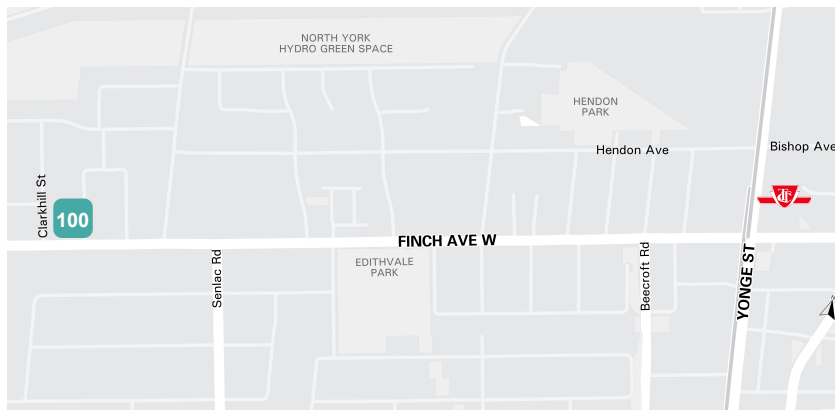 NORTH YORK
HYDRO GREEN SPACE
HENDON
PARK
Hendon Ave
Bishop Ave
Clarkhill St
100
TTC
FINCH AVE W
Senlac Rd
EDITHVALE
PARK
Beecroft Rd
YONGE ST
N